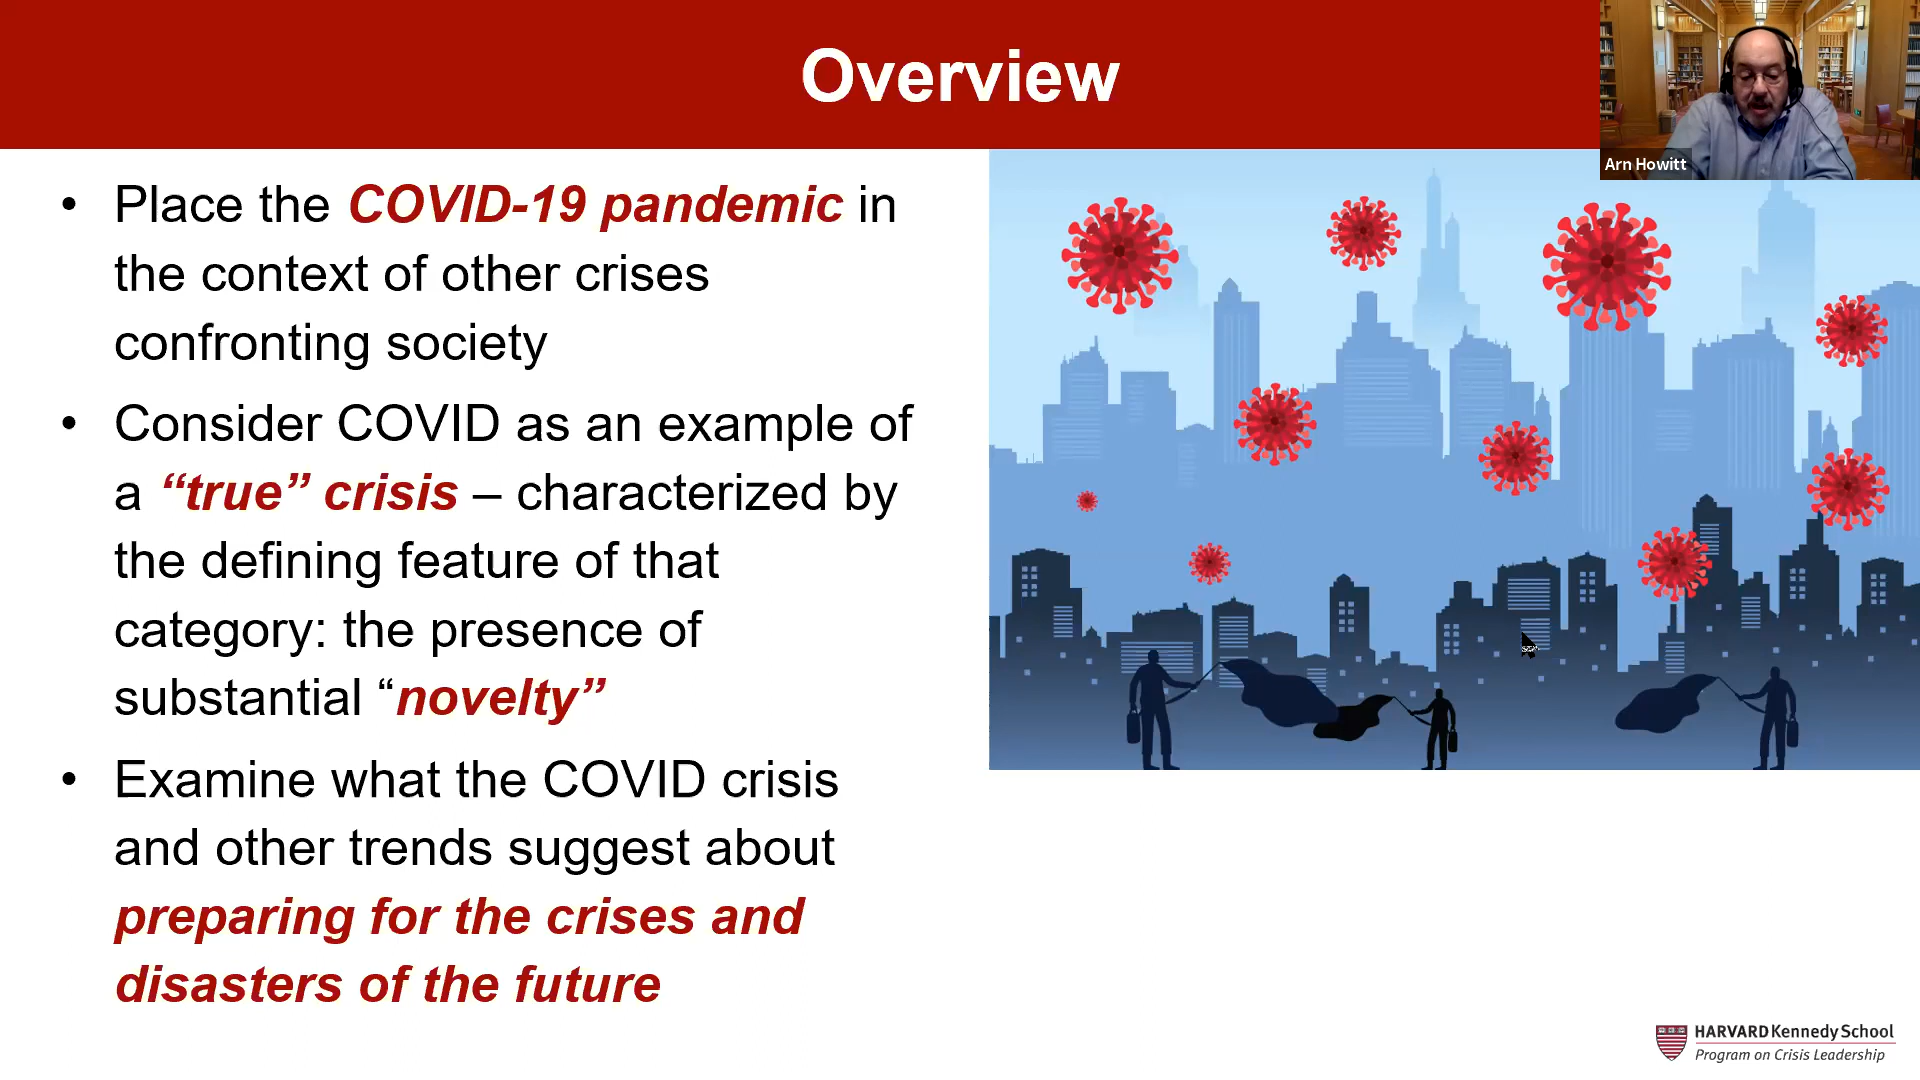 Overview
Arn Howitt
• Place the COVID-19 pandemic in
the context of other crises
confronting society
• Consider COVID as an example of
a “true” crisis – characterized by
the defining feature of that
category: the presence of
substantial “novelty”
• Examine what the COVID crisis
and other trends suggest about
preparing for the crises and
disasters of the future
HARVARD Kennedy School
Program on Crisis Leadership